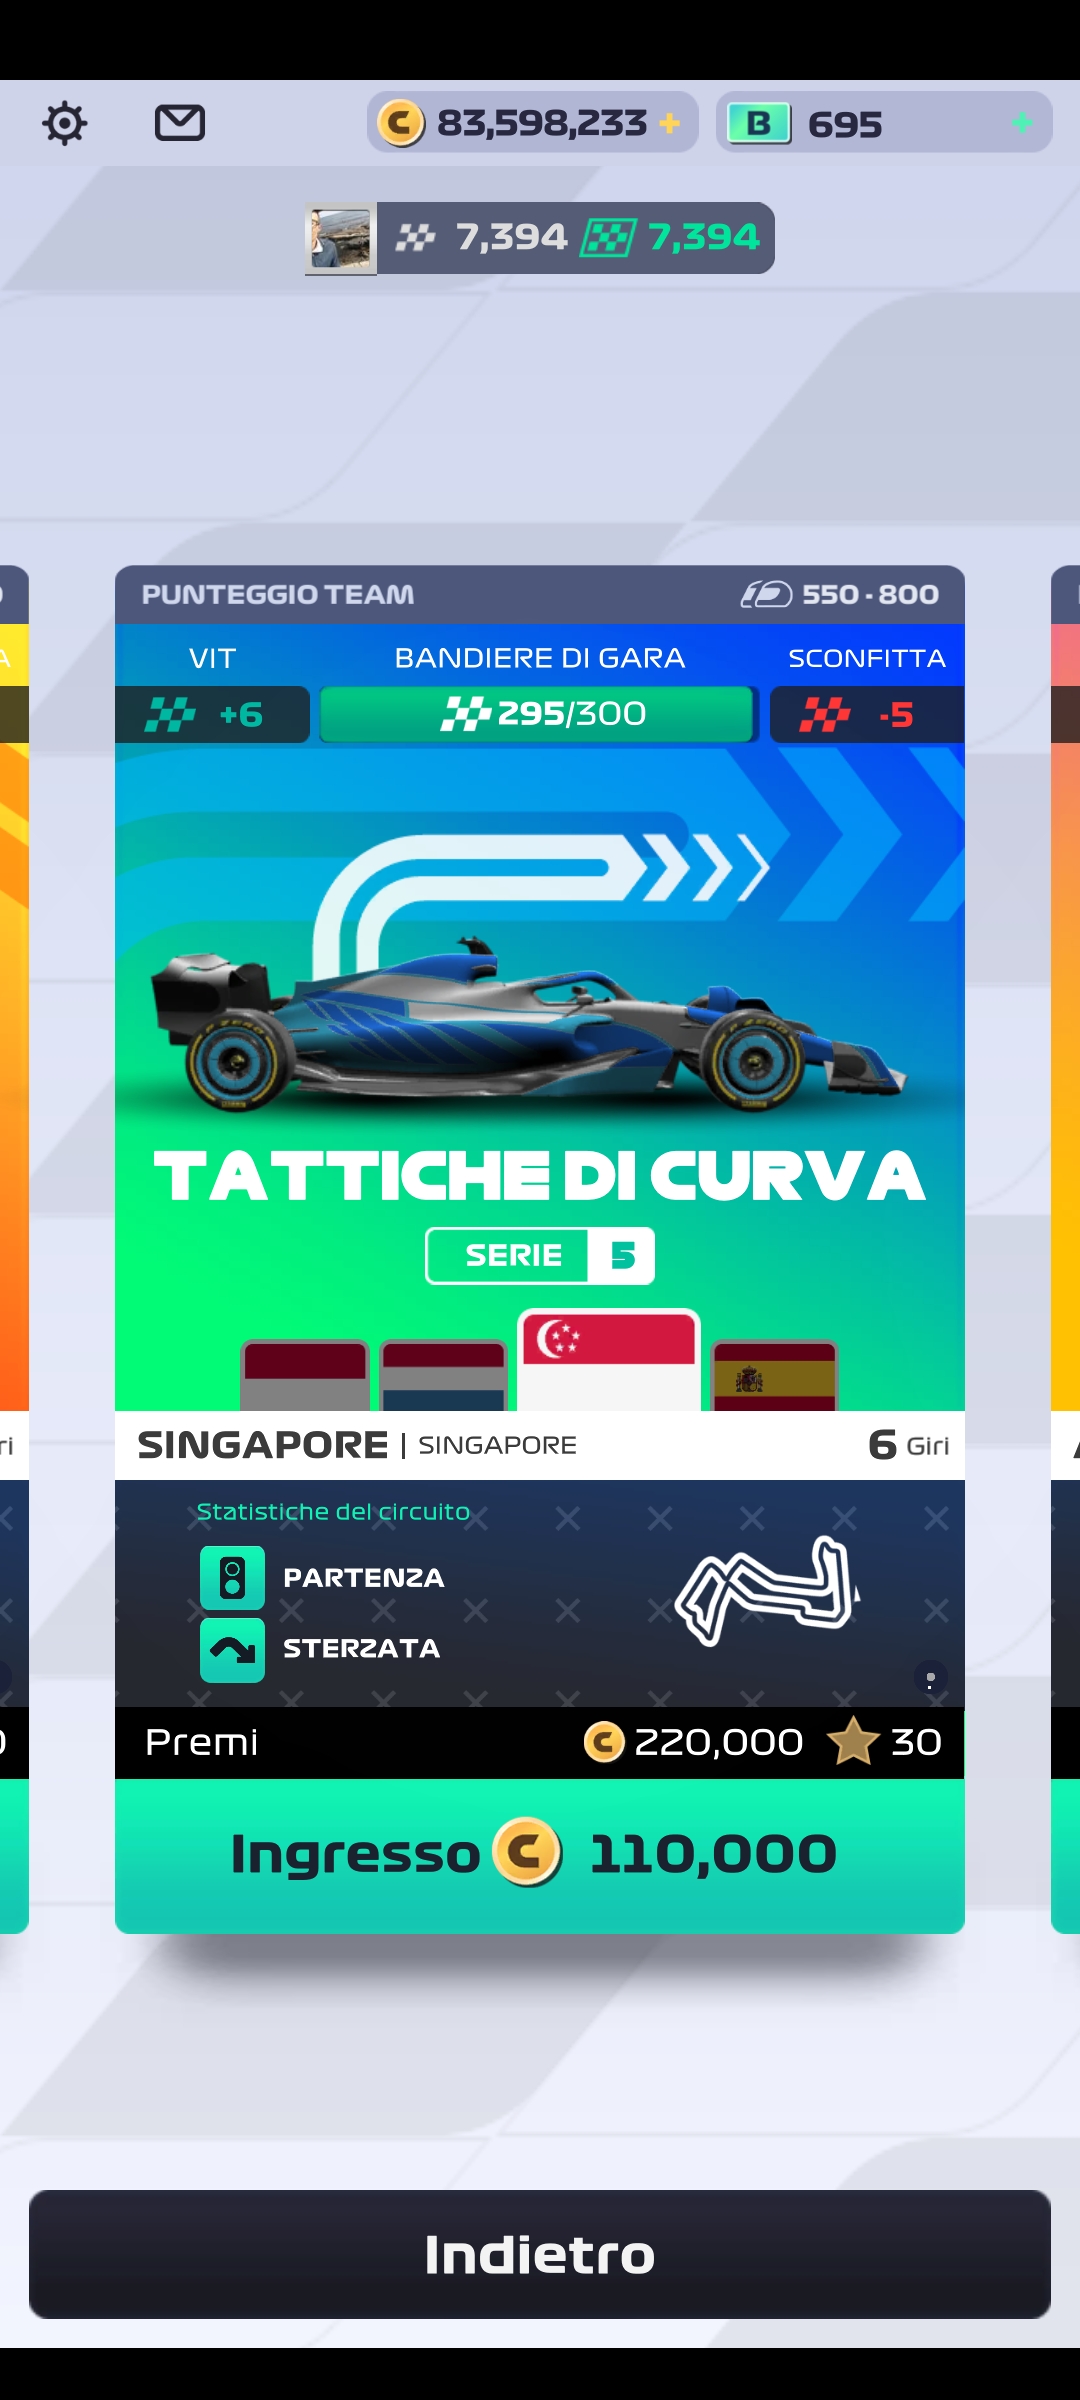 83,598,233
B 695
7,394 7,394
PUNTEGGIO TEAM 550 - 800
VIT BANDIERE DI GARA SCONFITTA
+6 295/300 -5
TATTICHE DI CURVA
SERIE 5
SINGAPORE | SINGAPORE 6 Giri
Statistiche del circuito
PARTENZA
STERZATA
Premi 220,000 30
Ingresso 110,000
Indietro